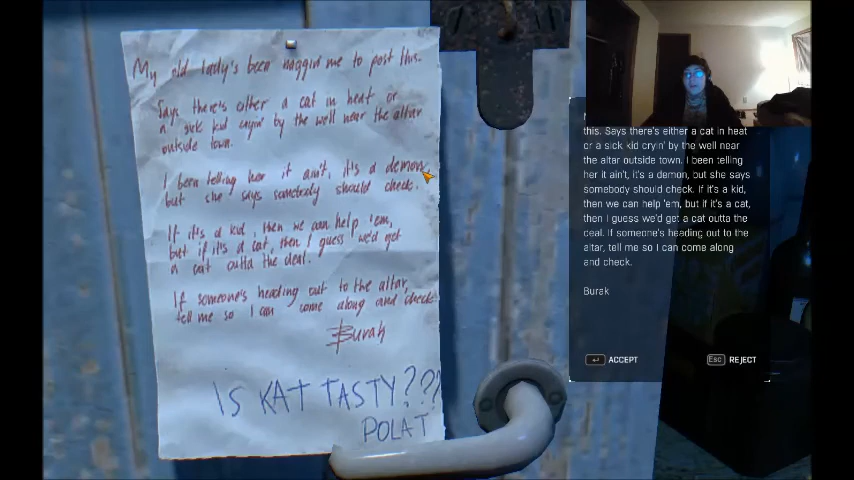 My old lady's been naggin' me to post this.
Says there's either a cat in heat or
a sick kid cryin' by the well near the altar
outside town.
I been telling her it ain't, it's a demon,
but she says somebody should check.
If it's a kid, then we can help 'em,
but if it's a cat, then I guess we'd get
a cat outta the deal.
If someone's heading out to the altar,
tell me so I can come along and check.
Burak
IS KAT TASTY???
POLAT
this. Says there's either a cat in heat
or a sick kid cryin' by the well near
the altar outside town. I been telling
her it ain't, it's a demon, but she says
somebody should check. If it's a kid,
then we can help 'em, but if it's a cat,
then I guess we'd get a cat outta the
deal. If someone's heading out to the
altar, tell me so I can come along
and check.
Burak
ACCEPT
Esc REJECT